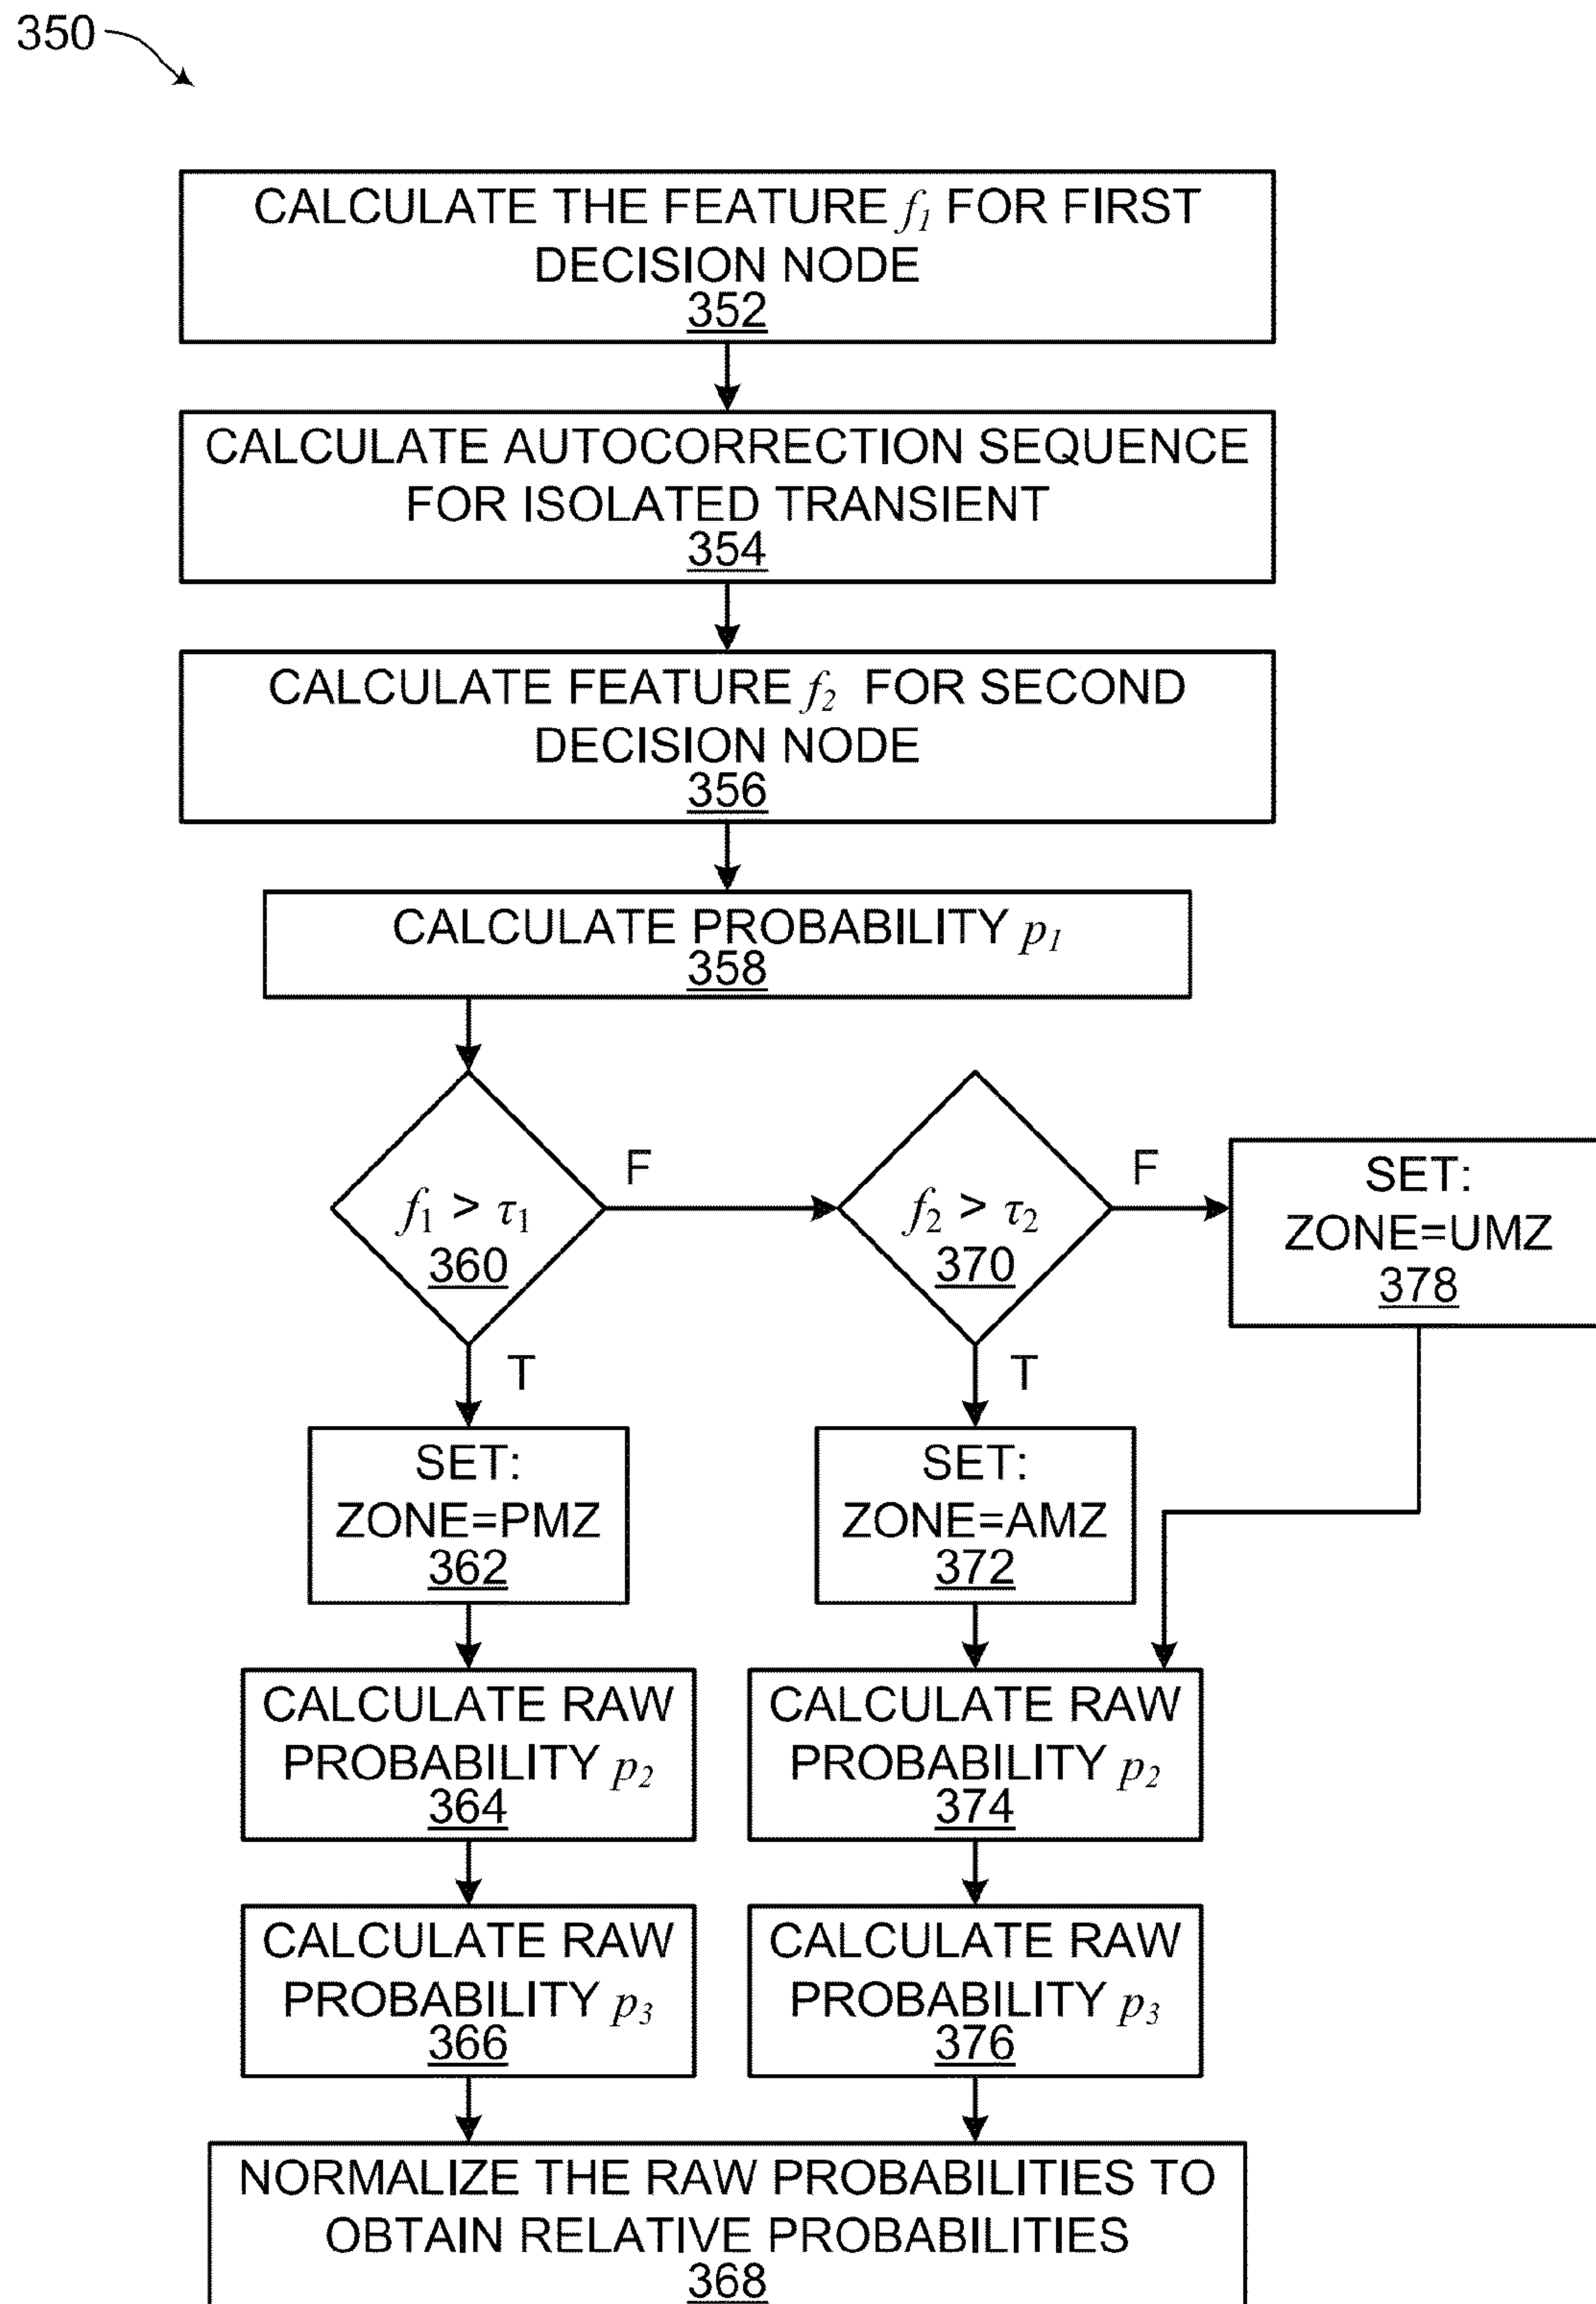 350
CALCULATE THE FEATURE f1 FOR FIRST
DECISION NODE
352
CALCULATE AUTOCORRECTION SEQUENCE
FOR ISOLATED TRANSIENT
354
CALCULATE FEATURE f2 FOR SECOND
DECISION NODE
356
CALCULATE PROBABILITY p1
358
f1 > τ1
360
F
T
f2 > τ2
370
F
T
SET:
ZONE=UMZ
378
SET:
ZONE=PMZ
362
SET:
ZONE=AMZ
372
CALCULATE RAW
PROBABILITY p2
364
CALCULATE RAW
PROBABILITY p2
374
CALCULATE RAW
PROBABILITY p3
366
CALCULATE RAW
PROBABILITY p3
376
NORMALIZE THE RAW PROBABILITIES TO
OBTAIN RELATIVE PROBABILITIES
368